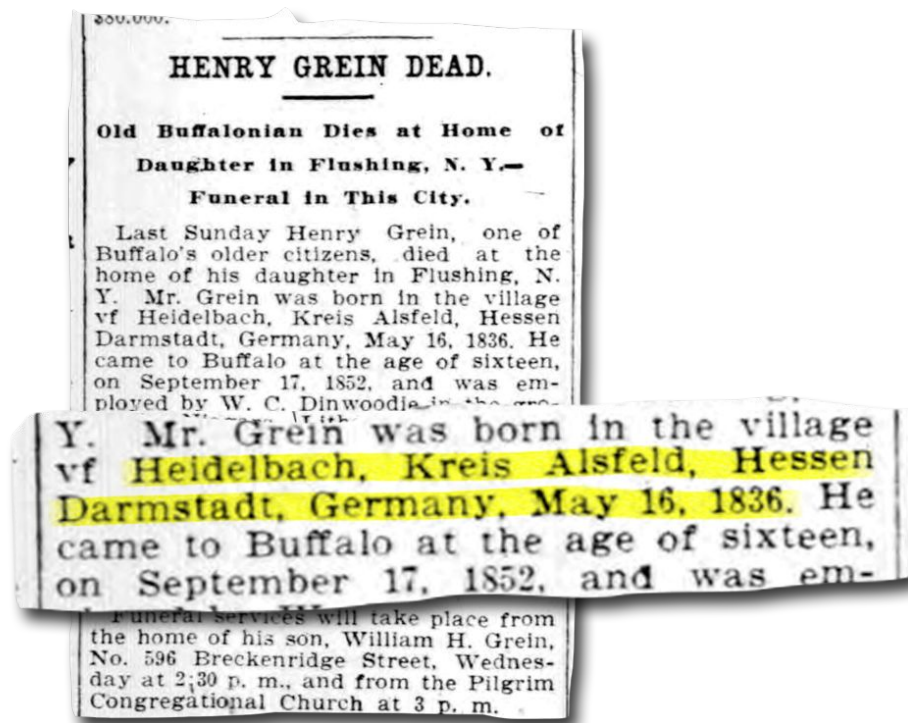 $80.000.
HENRY GREIN DEAD.
Old Buffalonian Dies at Home of
Daughter in Flushing, N. Y.—
Funeral in This City.
Last Sunday Henry Grein, one of
Buffalo's older citizens, died at the
home of his daughter in Flushing, N.
Y. Mr. Grein was born in the village
vf Heidelbach, Kreis Alsfeld, Hessen
Darmstadt, Germany, May 16, 1836. He
came to Buffalo at the age of sixteen,
on September 17, 1852, and was em-
ployed by W. C. Dinwoodie in the gro-
Y. Mr. Grein was born in the village
vf Heidelbach, Kreis Alsfeld, Hessen
Darmstadt, Germany, May 16, 1836. He
came to Buffalo at the age of sixteen,
on September 17, 1852, and was em-
Funeral services will take place from
the home of his son, William H. Grein,
No. 596 Breckenridge Street, Wednes-
day at 2:30 p. m., and from the Pilgrim
Congregational Church at 3 p. m.